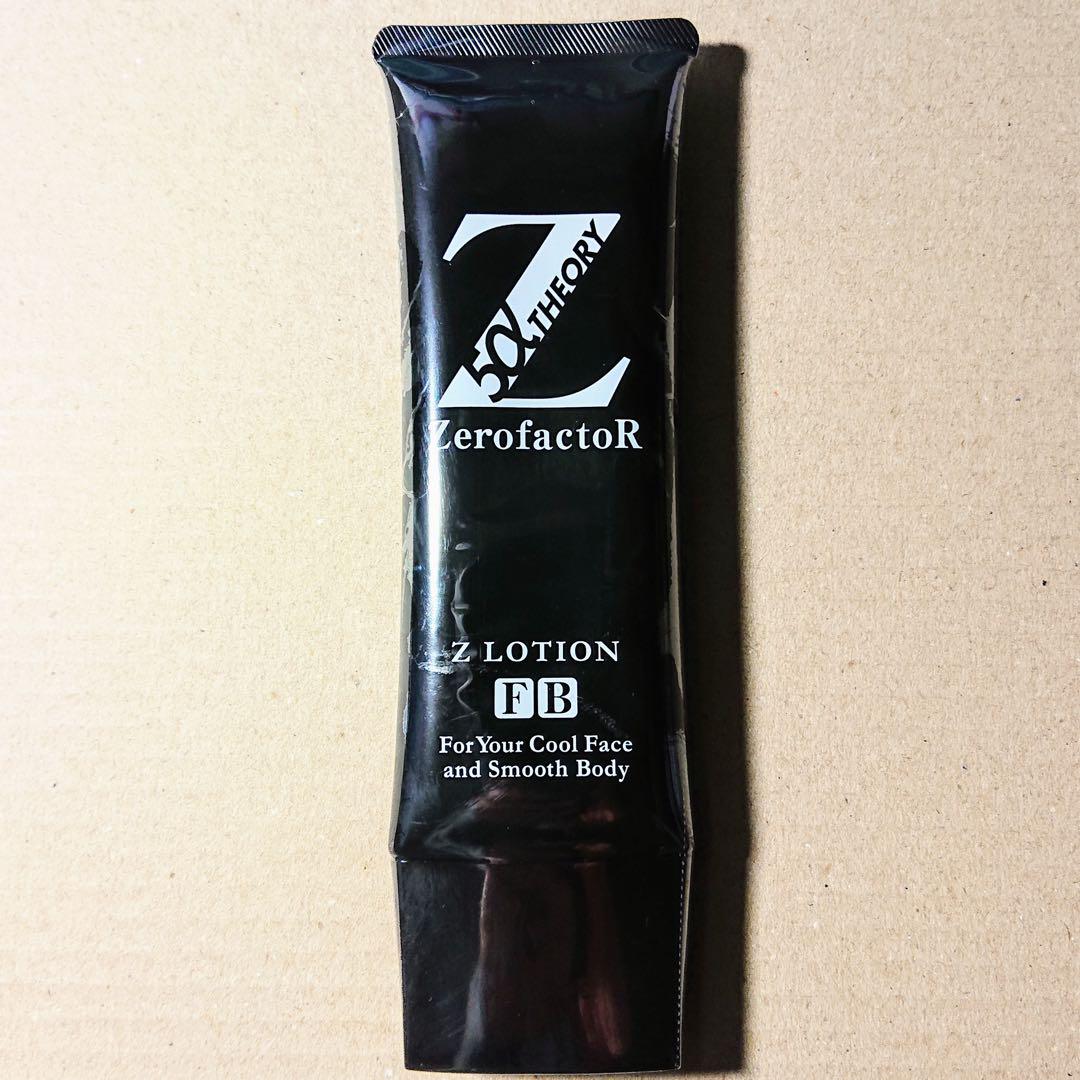 Z
5α THEORY
ZerofactoR
Z LOTION
F B
For Your Cool Face
and Smooth Body